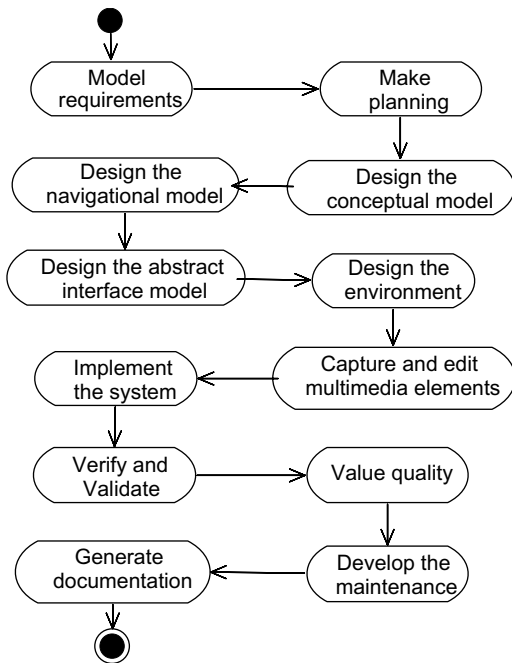 Model
requirements
Make
planning
Design the
conceptual model
Design the
navigational model
Design the abstract
interface model
Design the
environment
Capture and edit
multimedia elements
Implement
the system
Verify and
Validate
Value quality
Develop the
maintenance
Generate
documentation